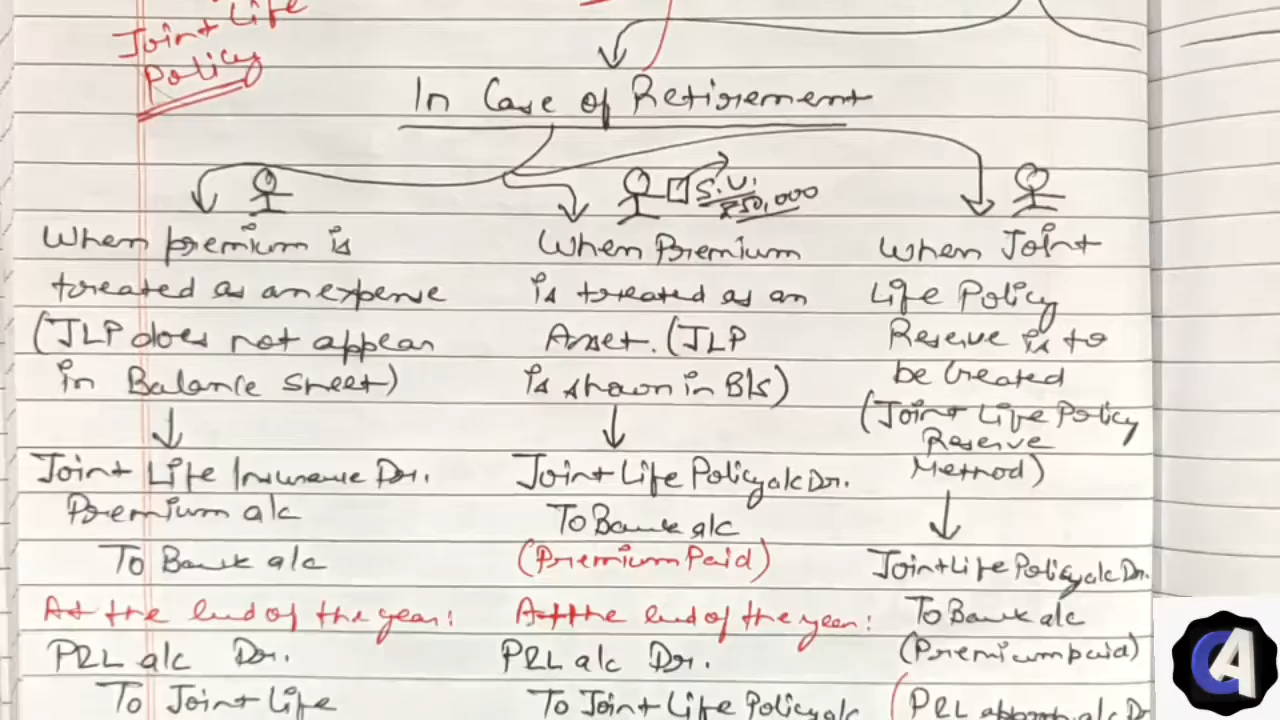 Joint Life
Policy
In Case of Retirement
S.V.
850,000
When premium is
treated as an expense
(JLP does not appear
in Balance sheet)
Joint Life Insurance Dr.
Premium a/c
To Bank a/c
At the end of the year:
P&L a/c Dr.
To Joint Life
When Premium
is treated as an
Asset. (JLP
is shown in B/s)
Joint Life Policy a/c Dr.
To Bank a/c
(Premium Paid)
At the end of the year:
P&L a/c Dr.
To Joint Life Policy a/c
When Joint
Life Policy
Reserve is to
be Created
(Joint Life Policy
Reserve
Method)
Joint Life Policy a/c Dr.
To Bank a/c
(Premium paid)
(P&L approp. a/c Dr
CA